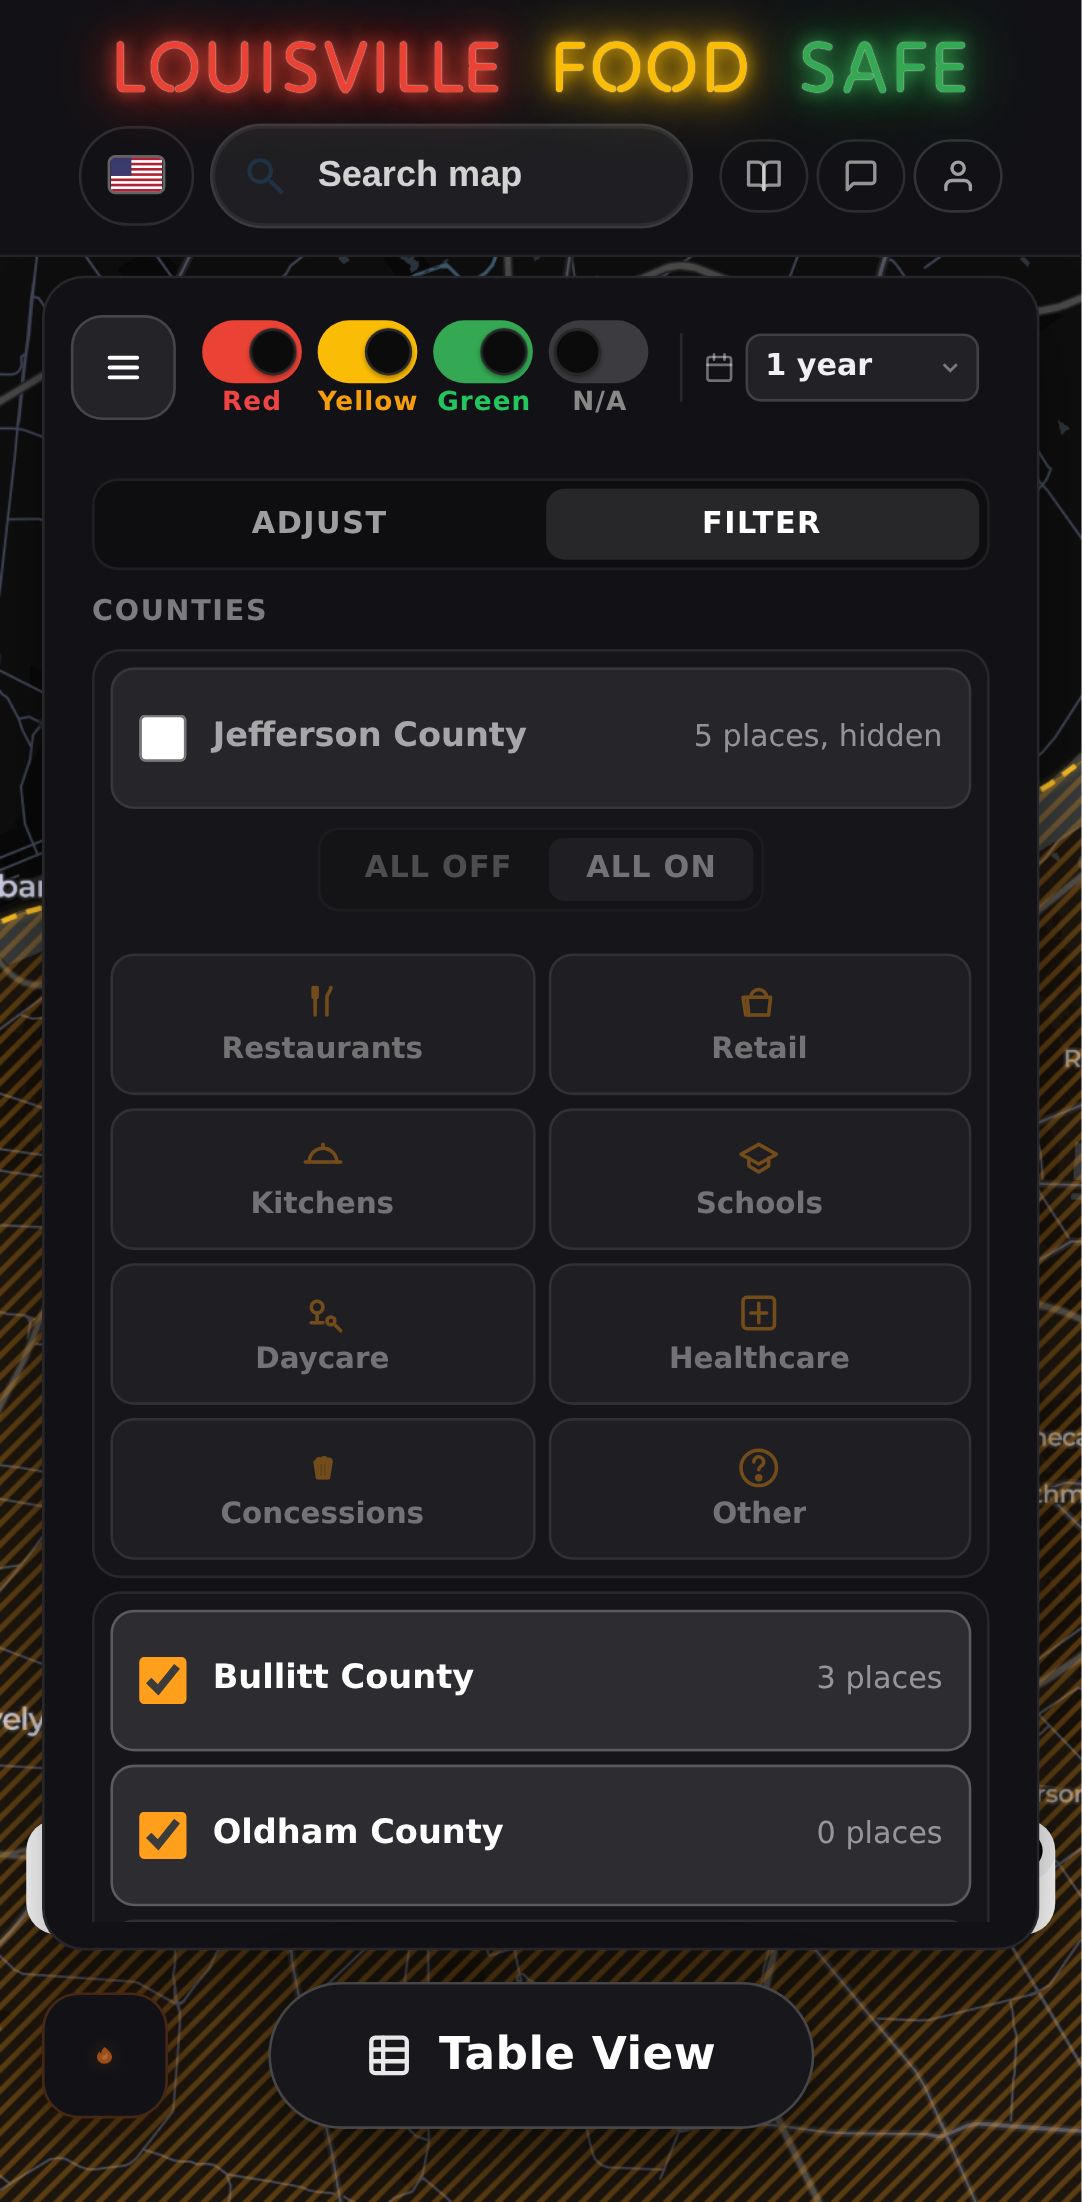 LOUISVILLE FOOD SAFE
Search map
Red Yellow Green N/A
1 year
ADJUST FILTER
COUNTIES
Jefferson County 5 places, hidden
ALL OFF ALL ON
Restaurants Retail
Kitchens Schools
Daycare Healthcare
Concessions Other
Bullitt County 3 places
Oldham County 0 places
Table View